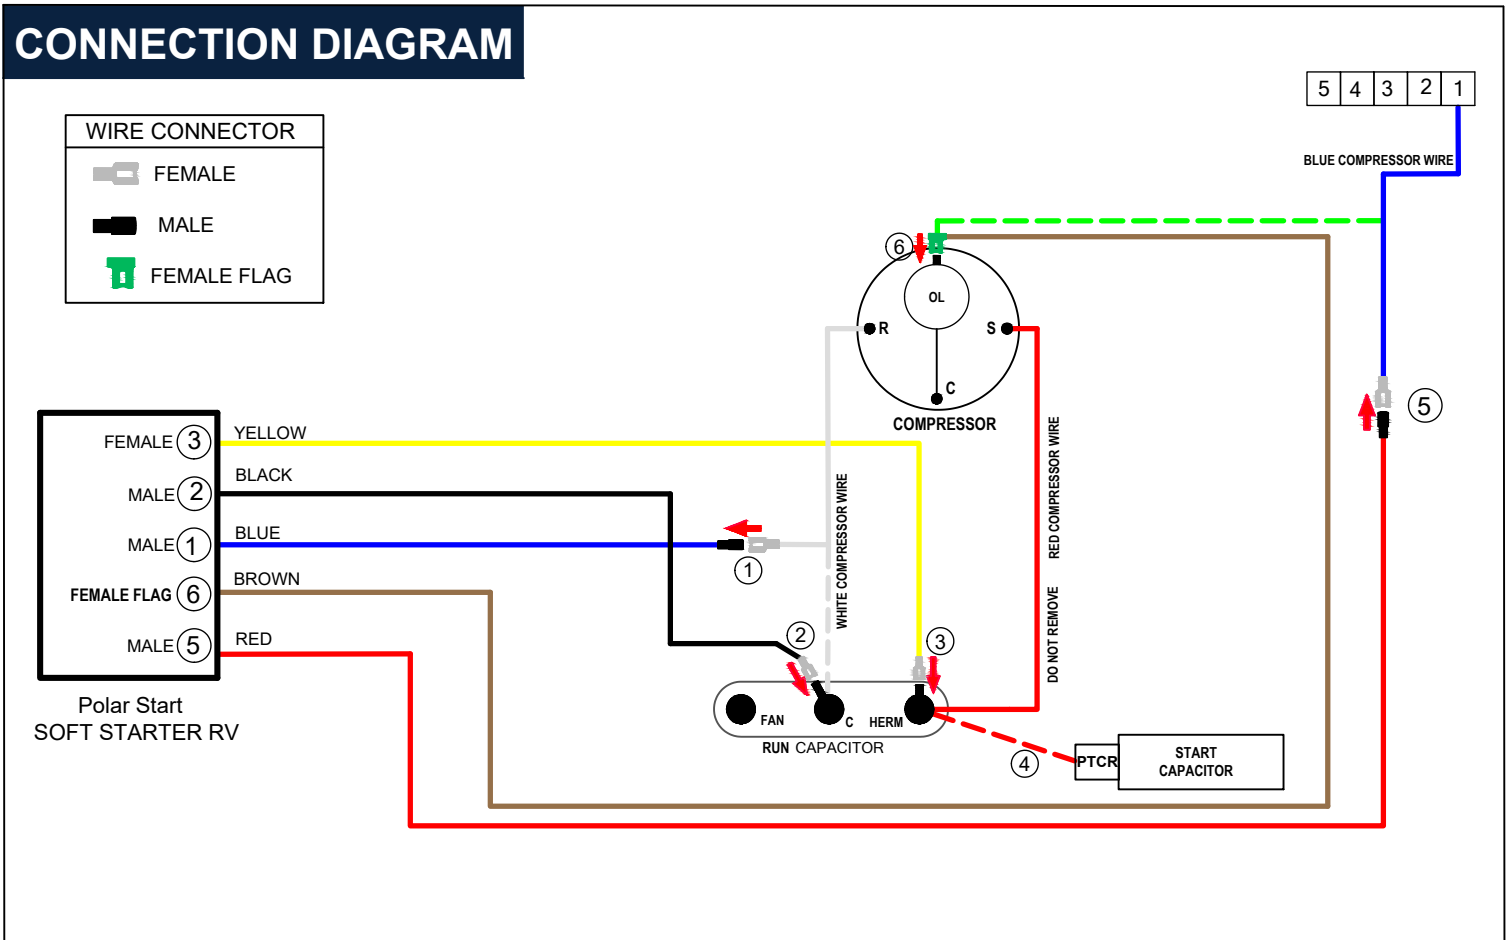 CONNECTION DIAGRAM
5 4 3 2 1
WIRE CONNECTOR
FEMALE
MALE
FEMALE FLAG
BLUE COMPRESSOR WIRE
6
OL
R
S
C
COMPRESSOR
5
FEMALE 3
YELLOW
MALE 2
BLACK
MALE 1
BLUE
FEMALE FLAG 6
BROWN
MALE 5
RED
Polar Start
SOFT STARTER RV
1
WHITE COMPRESSOR WIRE
RED COMPRESSOR WIRE
DO NOT REMOVE
2
3
FAN
C
HERM
RUN CAPACITOR
4
PTCR
START
CAPACITOR